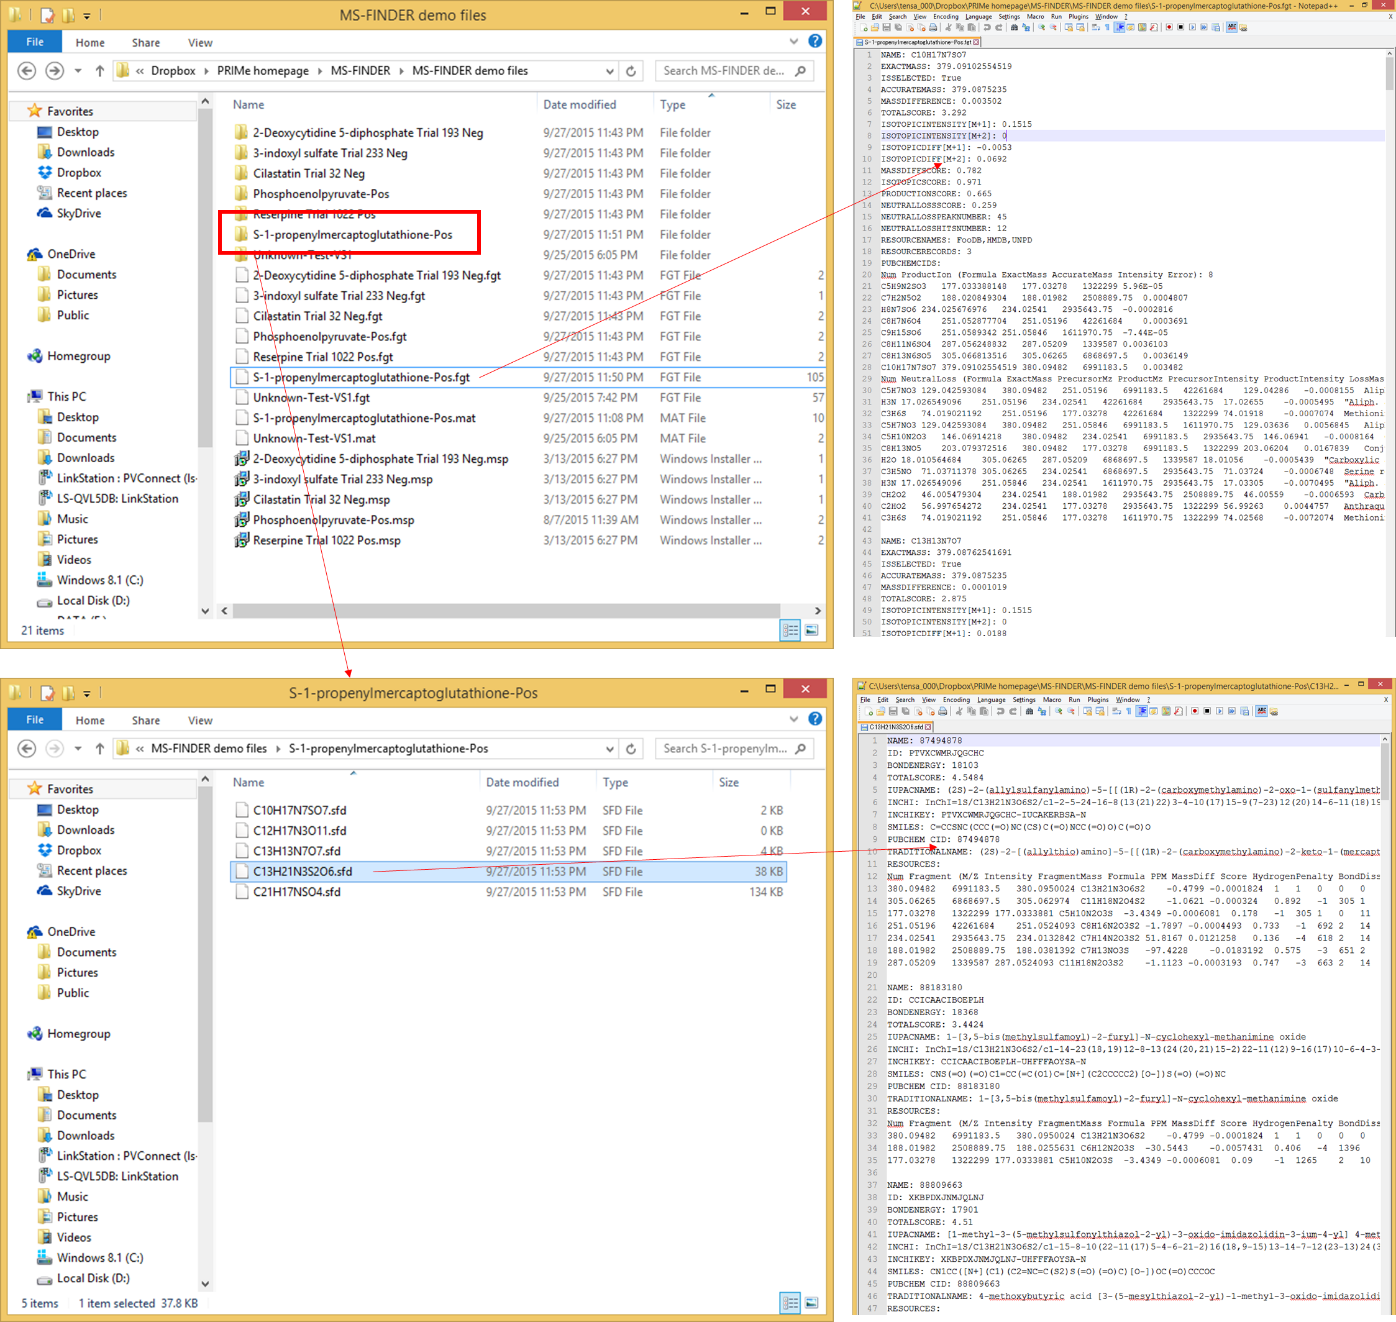 MS-FINDER demo files
File Home Share View
« Dropbox › PRIMe homepage › MS-FINDER › MS-FINDER demo files
Search MS-FINDER de...
Favorites
Desktop
Downloads
Dropbox
Recent places
SkyDrive
OneDrive
Documents
Pictures
Public
Homegroup
This PC
Desktop
Documents
Downloads
LinkStation : PVConnect (ls-
LS-QVL5DB: LinkStation
Music
Pictures
Videos
Windows 8.1 (C:)
Local Disk (D:)
Name Date modified Type Size
2-Deoxycytidine 5-diphosphate Trial 193 Neg 9/27/2015 11:43 PM File folder
3-indoxyl sulfate Trial 233 Neg 9/27/2015 11:43 PM File folder
Cilastatin Trial 32 Neg 9/27/2015 11:43 PM File folder
Phosphoenolpyruvate-Pos 9/27/2015 11:43 PM File folder
Reserpine Trial 1022 Pos 9/27/2015 11:43 PM File folder
S-1-propenylmercaptoglutathione-Pos 9/27/2015 11:51 PM File folder
Unknown-Test-VS1 9/25/2015 6:05 PM File folder
2-Deoxycytidine 5-diphosphate Trial 193 Neg.fgt 9/27/2015 11:43 PM FGT File 2
3-indoxyl sulfate Trial 233 Neg.fgt 9/27/2015 11:43 PM FGT File 1
Cilastatin Trial 32 Neg.fgt 9/27/2015 11:43 PM FGT File 2
Phosphoenolpyruvate-Pos.fgt 9/27/2015 11:43 PM FGT File 2
Reserpine Trial 1022 Pos.fgt 9/27/2015 11:43 PM FGT File 2
S-1-propenylmercaptoglutathione-Pos.fgt 9/27/2015 11:50 PM FGT File 105
Unknown-Test-VS1.fgt 9/25/2015 7:42 PM FGT File 57
S-1-propenylmercaptoglutathione-Pos.mat 9/27/2015 11:08 PM MAT File 10
Unknown-Test-VS1.mat 9/25/2015 6:05 PM MAT File 2
2-Deoxycytidine 5-diphosphate Trial 193 Neg.msp 3/13/2015 6:27 PM Windows Installer ... 2
3-indoxyl sulfate Trial 233 Neg.msp 3/13/2015 6:27 PM Windows Installer ... 1
Cilastatin Trial 32 Neg.msp 3/13/2015 6:27 PM Windows Installer ... 1
Phosphoenolpyruvate-Pos.msp 8/7/2015 11:39 AM Windows Installer ... 2
Reserpine Trial 1022 Pos.msp 3/13/2015 6:27 PM Windows Installer ... 2
21 items
C:\Users\tensa_000\Dropbox\PRIMe homepage\MS-FINDER\MS-FINDER demo files\S-1-propenylmercaptoglutathione-Pos.fgt - Notepad++
File Edit Search View Encoding Language Settings Macro Run Plugins Window ?
S-1-propenylmercaptoglutathione-Pos.fgt
1 NAME: C10H17N7SO7
2 EXACTMASS: 379.09102554519
3 ISSELECTED: True
4 ACCURATEMASS: 379.0875235
5 MASSDIFFERENCE: 0.003502
6 TOTALSCORE: 3.292
7 ISOTOPICINTENSITY[M+1]: 0.1515
8 ISOTOPICINTENSITY[M+2]: 0
9 ISOTOPICDIFF[M+1]: -0.0053
10 ISOTOPICDIFF[M+2]: 0.0692
11 MASSDIFFSCORE: 0.782
12 ISOTOPICSCORE: 0.971
13 PRODUCTIONSCORE: 0.665
14 NEUTRALLOSSSCORE: 0.259
15 NEUTRALLOSSPEAKNUMBER: 45
16 NEUTRALLOSSHITSNUMBER: 12
17 RESOURCENAMES: FooDB,HMDB,UNPD
18 RESOURCERECORDS: 3
19 PUBCHEMCIDS:
20 Num ProductIon (Formula ExactMass AccurateMass Intensity Error): 8
21 C5H9N2SO3 177.033388148 177.03278 1322299 5.96E-05
22 C7H2N5O2 188.020849304 188.01982 2508889.75 0.0004807
23 H8N7SO6 234.025676976 234.02541 2935643.75 -0.0002816
24 C8H7N6O4 251.052877704 251.05196 42261684 0.0003691
25 C9H15SO6 251.0589342 251.05846 1611970.75 -7.44E-05
26 C8H11N6SO4 287.056248832 287.05209 1339587 0.0036103
27 C8H13N6SO5 305.066813516 305.06265 6868697.5 0.0036149
28 C10H17N7SO7 379.09102554519 380.09482 6991183.5 0.003482
29 Num NeutralLoss (Formula ExactMass PrecursorMz ProductMz PrecursorIntensity ProductIntensity LossMas
30 C5H7NO3 129.042593084 380.09482 251.05196 6991183.5 42261684 129.04286 -0.0008155 Alip
31 H3N 17.026549096 251.05196 234.02541 42261684 2935643.75 17.02655 -0.0005495 "Aliph.
32 C3H6S 74.019021192 251.05196 177.03278 42261684 1322299 74.01918 -0.0007074 Methioni
33 C5H7NO3 129.042593084 380.09482 251.05846 6991183.5 1611970.75 129.03636 0.0056845 Alip
34 C5H10N2O3 146.06914218 380.09482 234.02541 6991183.5 2935643.75 146.06941 -0.0008164
35 C8H13NO5 203.079372516 380.09482 177.03278 6991183.5 1322299 203.06204 0.0167839 Conj
36 H2O 18.010564684 305.06265 287.05209 6868697.5 1339587 18.01056 -0.0005439 "Carboxylic
37 C3H5NO 71.03711378 305.06265 234.02541 6868697.5 2935643.75 71.03724 -0.0006748 Serine r
38 H3N 17.026549096 251.05846 234.02541 1611970.75 2935643.75 17.03305 -0.0070495 "Aliph.
39 CH2O2 46.005479304 234.02541 188.01982 2935643.75 2508889.75 46.00559 -0.0006593 Carb
40 C2HO2 56.997654272 234.02541 177.03278 2935643.75 1322299 56.99263 0.0044757 Anthraqu
41 C3H6S 74.019021192 251.05846 177.03278 1611970.75 1322299 74.02568 -0.0072074 Methioni
42
43 NAME: C13H13N7O7
44 EXACTMASS: 379.08762541691
45 ISSELECTED: True
46 ACCURATEMASS: 379.0875235
47 MASSDIFFERENCE: 0.0001019
48 TOTALSCORE: 2.875
49 ISOTOPICINTENSITY[M+1]: 0.1515
50 ISOTOPICINTENSITY[M+2]: 0
51 ISOTOPICDIFF[M+1]: 0.0188
S-1-propenylmercaptoglutathione-Pos
File Home Share View
« MS-FINDER demo files › S-1-propenylmercaptoglutathione-Pos
Search S-1-propenylm...
Favorites
Desktop
Downloads
Dropbox
Recent places
SkyDrive
OneDrive
Documents
Pictures
Public
Homegroup
This PC
Desktop
Documents
Downloads
LinkStation : PVConnect (ls-
LS-QVL5DB: LinkStation
Music
Pictures
Videos
Windows 8.1 (C:)
Local Disk (D:)
Name Date modified Type Size
C10H17N7SO7.sfd 9/27/2015 11:53 PM SFD File 2 KB
C12H17N3O11.sfd 9/27/2015 11:53 PM SFD File 0 KB
C13H13N7O7.sfd 9/27/2015 11:53 PM SFD File 4 KB
C13H21N3S2O6.sfd 9/27/2015 11:53 PM SFD File 38 KB
C21H17NSO4.sfd 9/27/2015 11:53 PM SFD File 134 KB
5 items 1 item selected 37.8 KB
C:\Users\tensa_000\Dropbox\PRIMe homepage\MS-FINDER\MS-FINDER demo files\S-1-propenylmercaptoglutathione-Pos\C13H2...
File Edit Search View Encoding Language Settings Macro Run Plugins Window ?
C13H21N3S2O6.sfd
1 NAME: 87494878
2 ID: PTVXCWMRJQGCHC
3 BONDENERGY: 18103
4 TOTALSCORE: 4.5484
5 IUPACNAME: (2S)-2-(allylsulfanylamino)-5-[[(1R)-2-(carboxymethylamino)-2-oxo-1-(sulfanylmeth
6 INCHI: InChI=1S/C13H21N3O6S2/c1-2-5-24-16-8(13(21)22)3-4-10(17)15-9(7-23)12(20)14-6-11(18)19
7 INCHIKEY: PTVXCWMRJQGCHC-IUCAKERBSA-N
8 SMILES: C=CCSNC(CCC(=O)NC(CS)C(=O)NCC(=O)O)C(=O)O
9 PUBCHEM CID: 87494878
10 TRADITIONALNAME: (2S)-2-[(allylthio)amino]-5-[[(1R)-2-(carboxymethylamino)-2-keto-1-(mercapt
11 RESOURCES:
12 Num Fragment (M/Z Intensity FragmentMass Formula PPM MassDiff Score HydrogenPenalty BondDiss
13 380.09482 6991183.5 380.0950024 C13H21N3O6S2 -0.4799 -0.0001824 1 1 0 0 0
14 305.06265 6868697.5 305.062974 C11H18N2O4S2 -1.0621 -0.000324 0.892 -1 305 1
15 177.03278 1322299 177.0333881 C5H10N2O3S -3.4349 -0.0006081 0.178 -1 305 1 0 11
16 251.05196 42261684 251.0524093 C8H16N2O3S2 -1.7897 -0.0004493 0.733 -1 692 2 14
17 234.02541 2935643.75 234.0132842 C7H14N2O3S2 51.8167 0.0121258 0.136 -4 618 2 14
18 188.01982 2508889.75 188.0381392 C7H13NO3S -97.4228 -0.0183192 0.575 -3 651 2
19 287.05209 1339587 287.0524093 C11H18N2O3S2 -1.1123 -0.0003193 0.747 -3 663 2 14
20
21 NAME: 88183180
22 ID: CCICAACIBOEPLH
23 BONDENERGY: 18368
24 TOTALSCORE: 3.4424
25 IUPACNAME: 1-[3,5-bis(methylsulfamoyl)-2-furyl]-N-cyclohexyl-methanimine oxide
26 INCHI: InChI=1S/C13H21N3O6S2/c1-14-23(18,19)12-8-13(24(20,21)15-2)22-11(12)9-16(17)10-6-4-3-
27 INCHIKEY: CCICAACIBOEPLH-UHFFFAOYSA-N
28 SMILES: CNS(=O)(=O)C1=CC(=C(O1)C=[N+](C2CCCCC2)[O-])S(=O)(=O)NC
29 PUBCHEM CID: 88183180
30 TRADITIONALNAME: 1-[3,5-bis(methylsulfamoyl)-2-furyl]-N-cyclohexyl-methanimine oxide
31 RESOURCES:
32 Num Fragment (M/Z Intensity FragmentMass Formula PPM MassDiff Score HydrogenPenalty BondDiss
33 380.09482 6991183.5 380.0950024 C13H21N3O6S2 -0.4799 -0.0001824 1 1 0 0 0
34 188.01982 2508889.75 188.0255631 C6H12N2O3S -30.5443 -0.0057431 0.406 -4 1396
35 177.03278 1322299 177.0333881 C5H10N2O3S -3.4349 -0.0006081 0.09 -1 1265 2 10
36
37 NAME: 88809663
38 ID: XKBPDXJNMJQLNJ
39 BONDENERGY: 17901
40 TOTALSCORE: 4.51
41 IUPACNAME: [1-methyl-3-(5-methylsulfonylthiazol-2-yl)-3-oxido-imidazolidin-3-ium-4-yl] 4-met
42 INCHI: InChI=1S/C13H21N3O6S2/c1-15-8-10(22-11(17)5-4-6-21-2)16(18,9-15)13-14-7-12(23-13)24(3
43 INCHIKEY: XKBPDXJNMJQLNJ-UHFFFAOYSA-N
44 SMILES: CN1CC([N+](C1)(C2=NC=C(S2)S(=O)(=O)C)[O-])OC(=O)CCCOC
45 PUBCHEM CID: 88809663
46 TRADITIONALNAME: 4-methoxybutyric acid [3-(5-mesylthiazol-2-yl)-1-methyl-3-oxido-imidazolidi
47 RESOURCES: